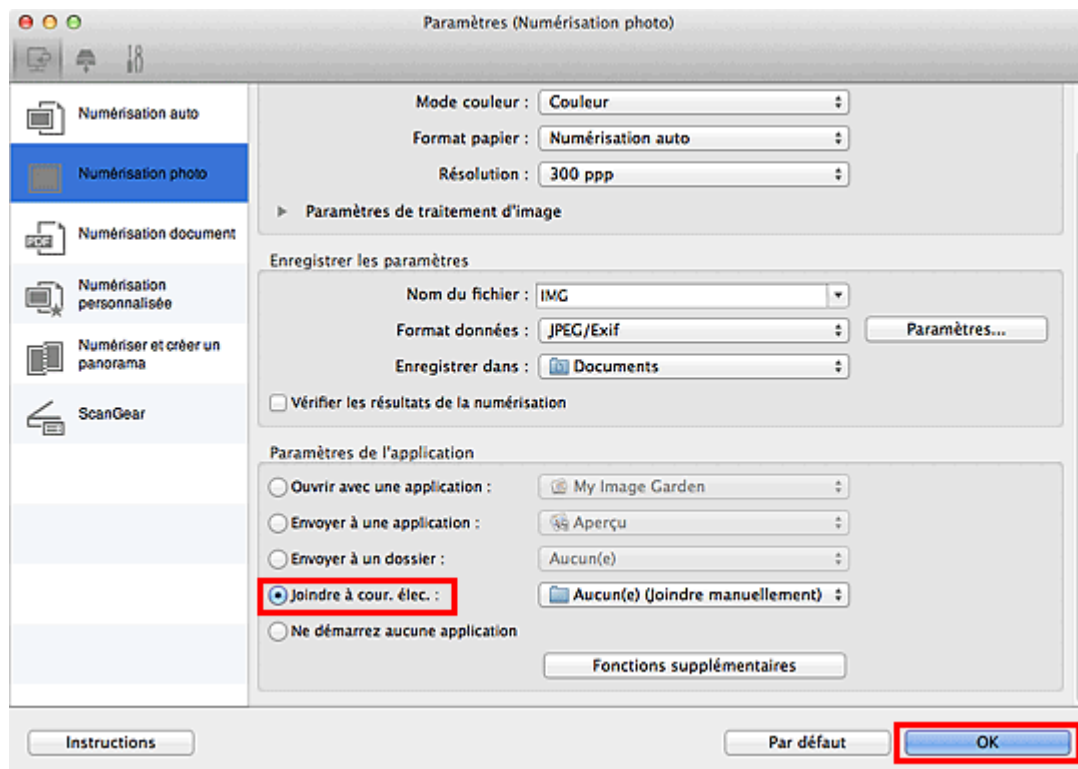 Paramètres (Numérisation photo)
Numérisation auto
Numérisation photo
PDF
Numérisation document
Numérisation
personnalisée
Numériser et créer un
panorama
ScanGear
Mode couleur : Couleur
Format papier : Numérisation auto
Résolution : 300 ppp
Paramètres de traitement d'image
Enregistrer les paramètres
Nom du fichier : IMG
Format données : JPEG/Exif Paramètres...
Enregistrer dans : Documents
Vérifier les résultats de la numérisation
Paramètres de l'application
Ouvrir avec une application : My Image Garden
Envoyer à une application : Aperçu
Envoyer à un dossier : Aucun(e)
Joindre à cour. élec. : Aucun(e) (Joindre manuellement)
Ne démarrez aucune application
Fonctions supplémentaires
Instructions Par défaut OK